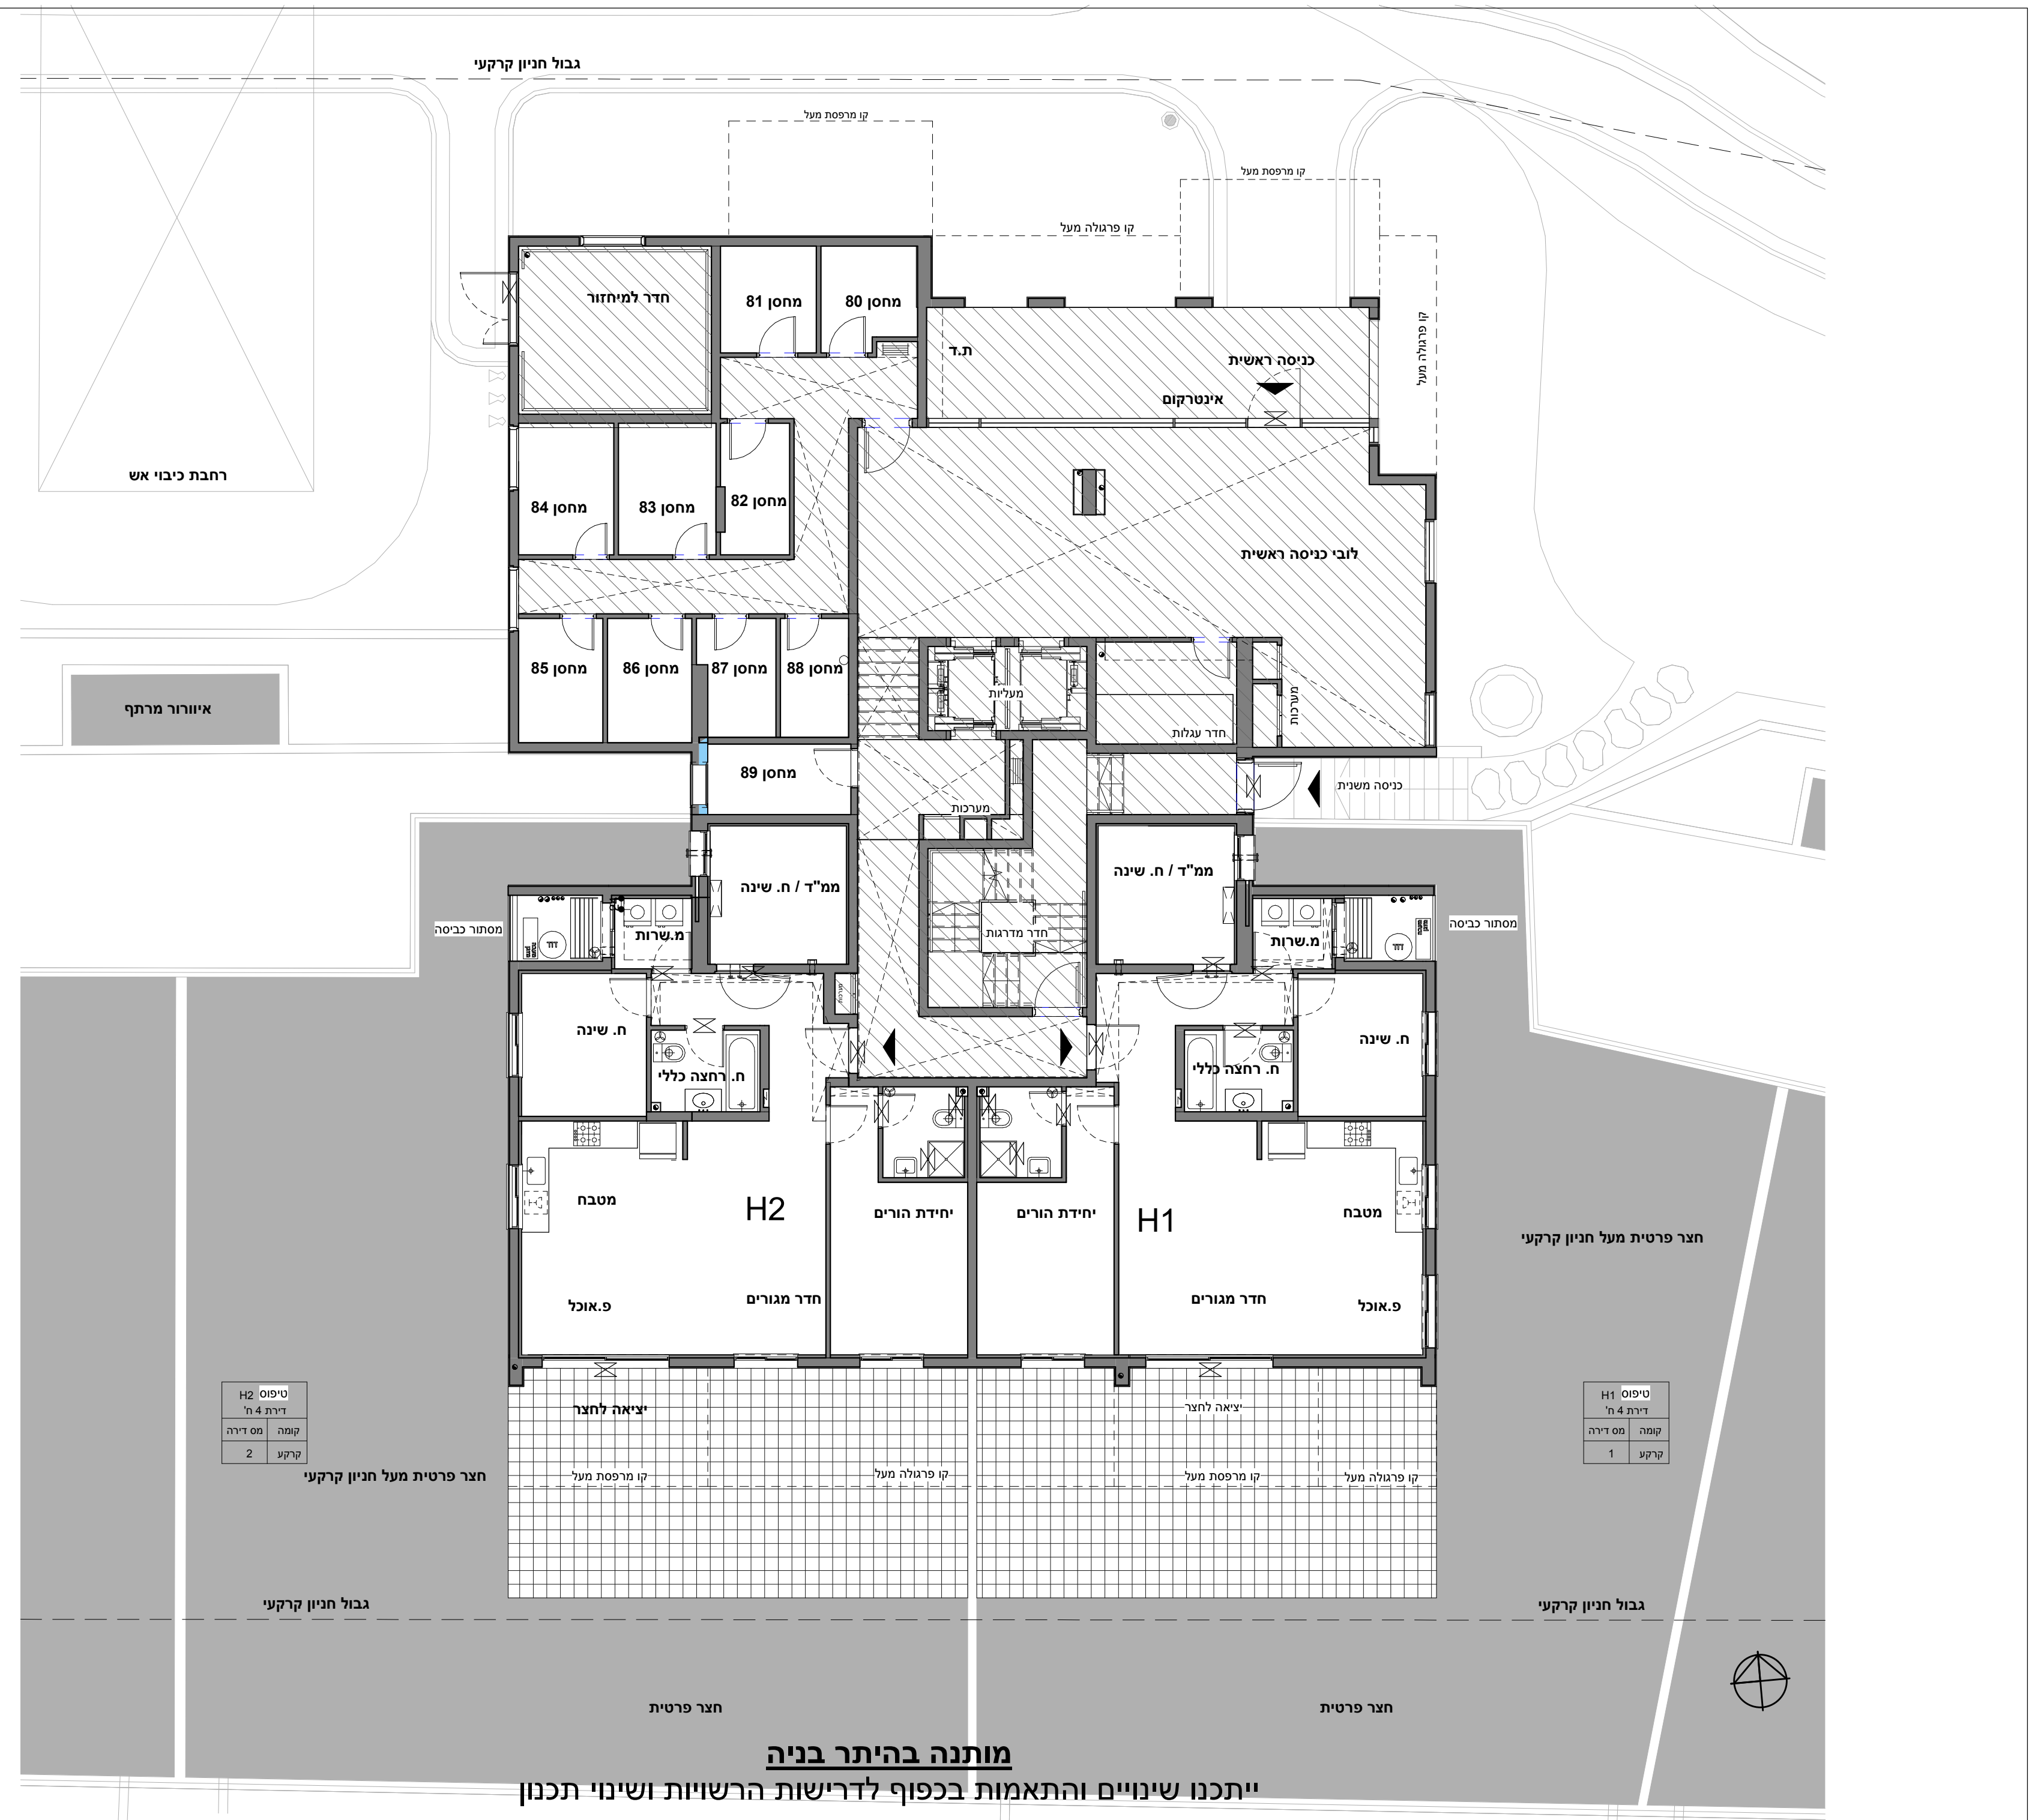 גבול חניון קרקעי
קו מרפסת מעל
קו מרפסת מעל
קו פרגולה מעל
קו פרגולה מעל
חדר למיחזור
מחסן 81
מחסן 80
ת.ד
כניסה ראשית
אינטרקום
רחבת כיבוי אש
מחסן 84
מחסן 83
מחסן 82
לובי כניסה ראשית
מחסן 85
מחסן 86
מחסן 87
מחסן 88
מעליות
מערכות
חדר עגלות
איוורור מרתף
מחסן 89
כניסה משנית
מערכות
ממ"ד / ח. שינה
ממ"ד / ח. שינה
מסתור כביסה
מ.שרות
חדר מדרגות
מ.שרות
מסתור כביסה
דוד
דוד
מערכות
ח. שינה
ח. שינה
ח. רחצה כללי
ח. רחצה כללי
מטבח
H2
יחידת הורים
יחידת הורים
H1
מטבח
חצר פרטית מעל חניון קרקעי
פ.אוכל
חדר מגורים
חדר מגורים
פ.אוכל
טיפוס H2
דירת 4 ח'
קומה מס דירה
קרקע 2
יציאה לחצר
יציאה לחצר
טיפוס H1
דירת 4 ח'
קומה מס דירה
קרקע 1
חצר פרטית מעל חניון קרקעי
קו מרפסת מעל
קו פרגולה מעל
קו מרפסת מעל
קו פרגולה מעל
גבול חניון קרקעי
גבול חניון קרקעי
חצר פרטית
חצר פרטית
מותנה בהיתר בניה
ייתכנו שינויים והתאמות בכפוף לדרישות הרשויות ושינוי תכנון